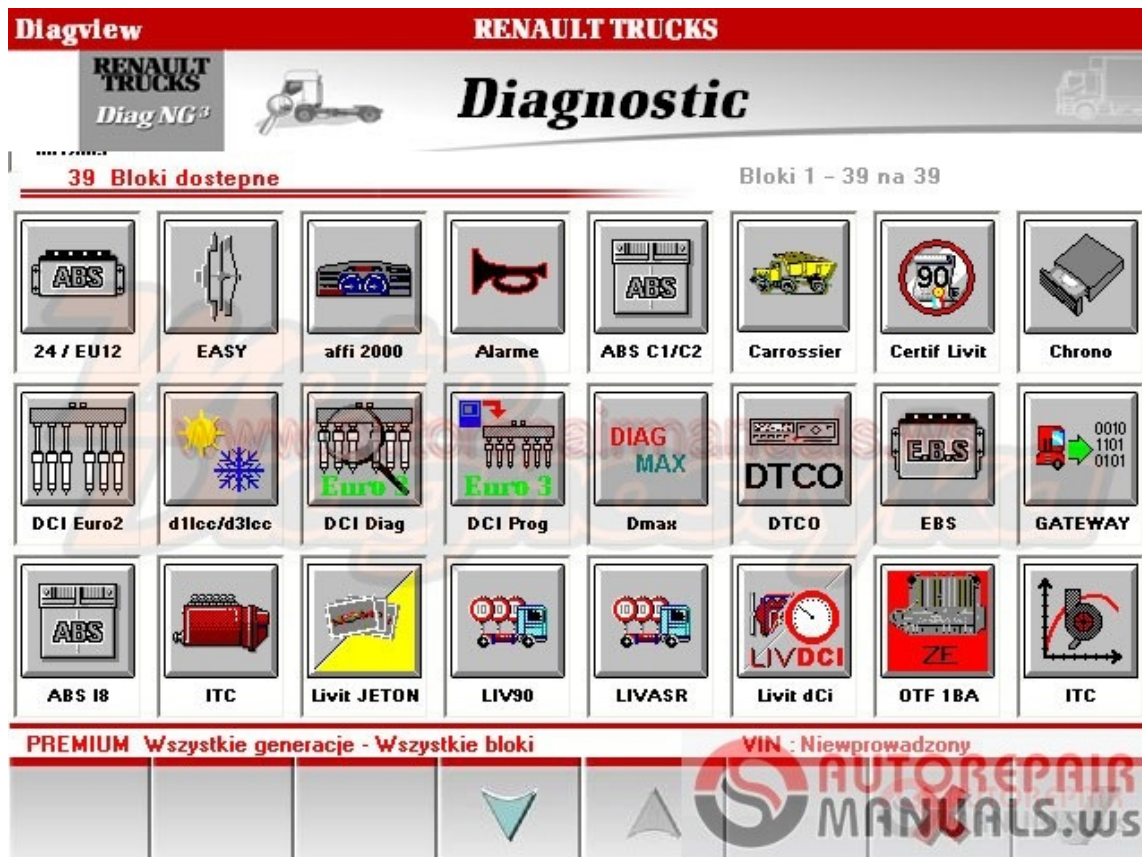 Diagview RENAULT TRUCKS
RENAULT
TRUCKS
Diag NG³
Diagnostic
39 Bloki dostepne
Bloki 1 - 39 na 39
ABS
ABS
90
24 / EU12
EASY
affi 2000
Alarme
ABS C1/C2
Carrossier
Certif Livit
Chrono
Euro 3
Euro 3
DIAG
MAX
DTCO
E.B.S
0010
1101
0101
DCI Euro2
d1lcc/d3lcc
DCI Diag
DCI Prog
Dmax
DTCO
EBS
GATEWAY
ABS
LIVDCI
ZE
ABS I8
ITC
Livit JETON
LIV90
LIVASR
Livit dCi
OTF 1BA
ITC
PREMIUM Wszystkie generacje - Wszystkie bloki
VIN : Niewprowadzony
AUTOREPAIR
MANUALS.ws